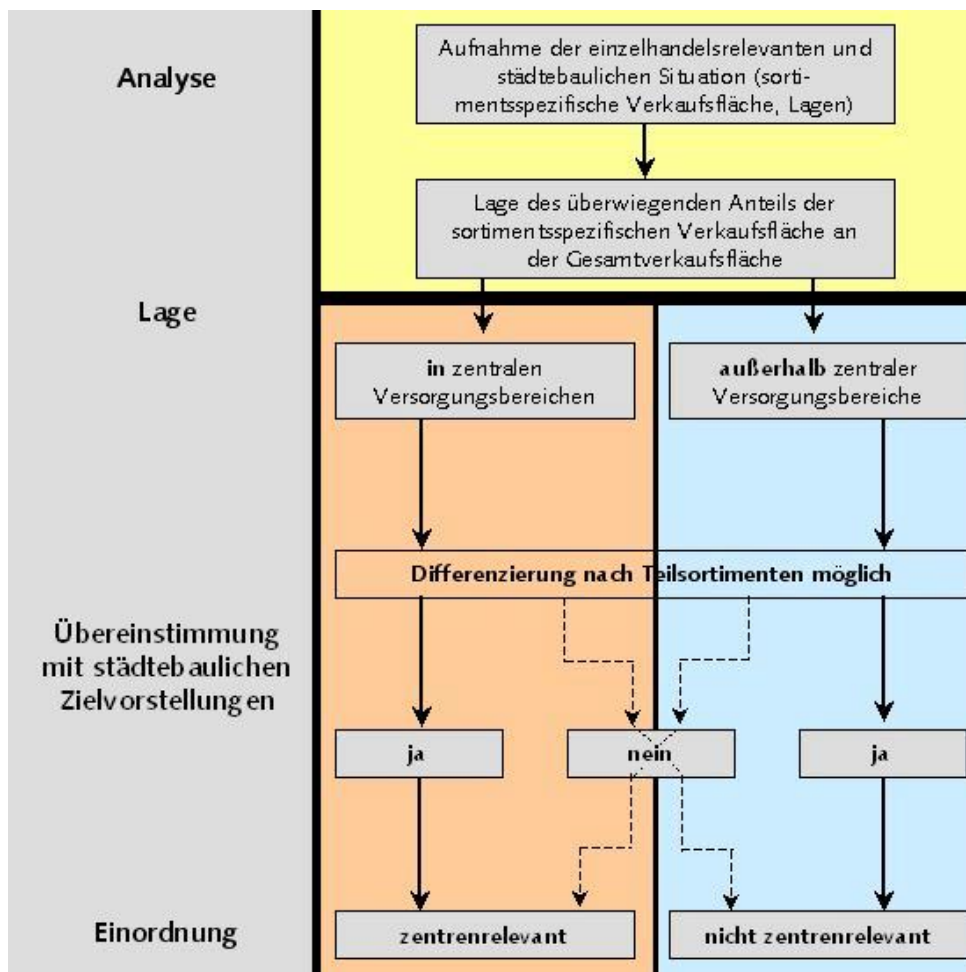 Analyse
Aufnahme der einzelhandelsrelevanten und
städtebaulichen Situation (sorti-
mentsspezifische Verkaufsfläche, Lagen)
Lage des überwiegenden Anteils der
sortimentsspezifischen Verkaufsfläche an
der Gesamtverkaufsfläche
Lage
in zentralen
Versorgungsbereichen
außerhalb zentraler
Versorgungsbereiche
Differenzierung nach Teilsortimenten möglich
Übereinstimmung
mit städtebaulichen
Zielvorstellungen
ja
nein
ja
Einordnung
zentrenrelevant
nicht zentrenrelevant